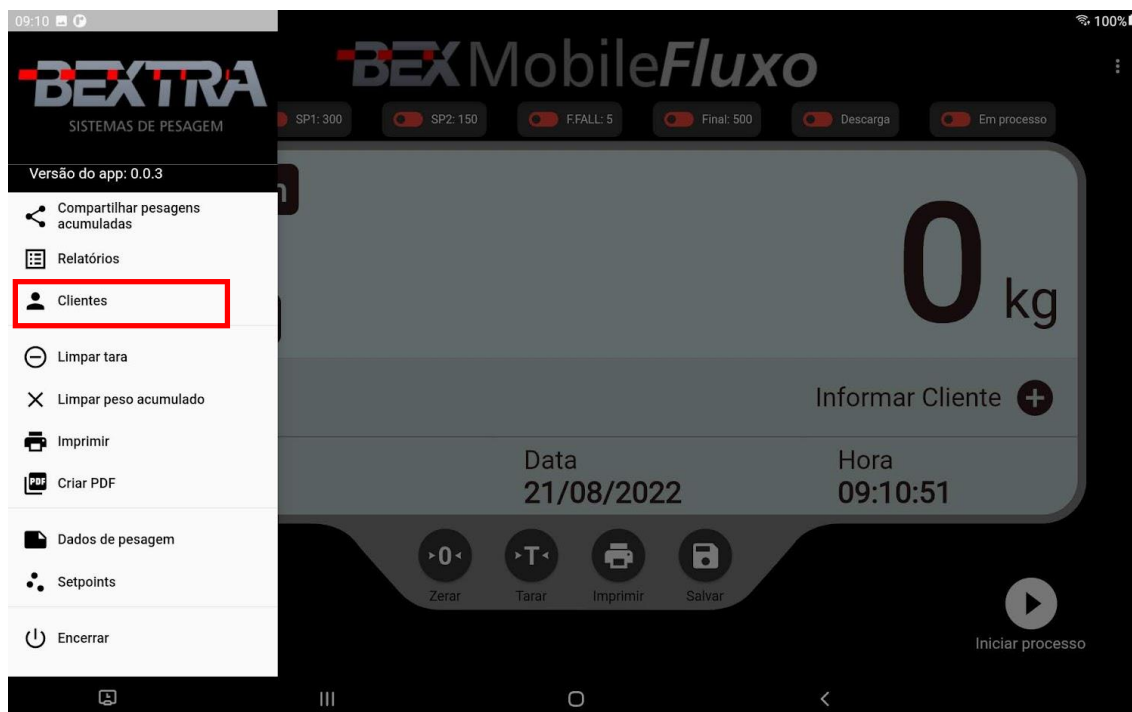 09:10
100%
BEXTRA
SISTEMAS DE PESAGEM
BEX MobileFluxo
Versão do app: 0.0.3
SP1: 300
SP2: 150
F.FALL: 5
Final: 500
Descarga
Em processo
Compartilhar pesagens
acumuladas
Relatórios
Clientes
Limpar tara
Limpar peso acumulado
Imprimir
PDF
Criar PDF
Dados de pesagem
Setpoints
Encerrar
0 kg
Informar Cliente
Data
21/08/2022
Hora
09:10:51
0
Zerar
T
Tarar
Imprimir
Salvar
Iniciar processo